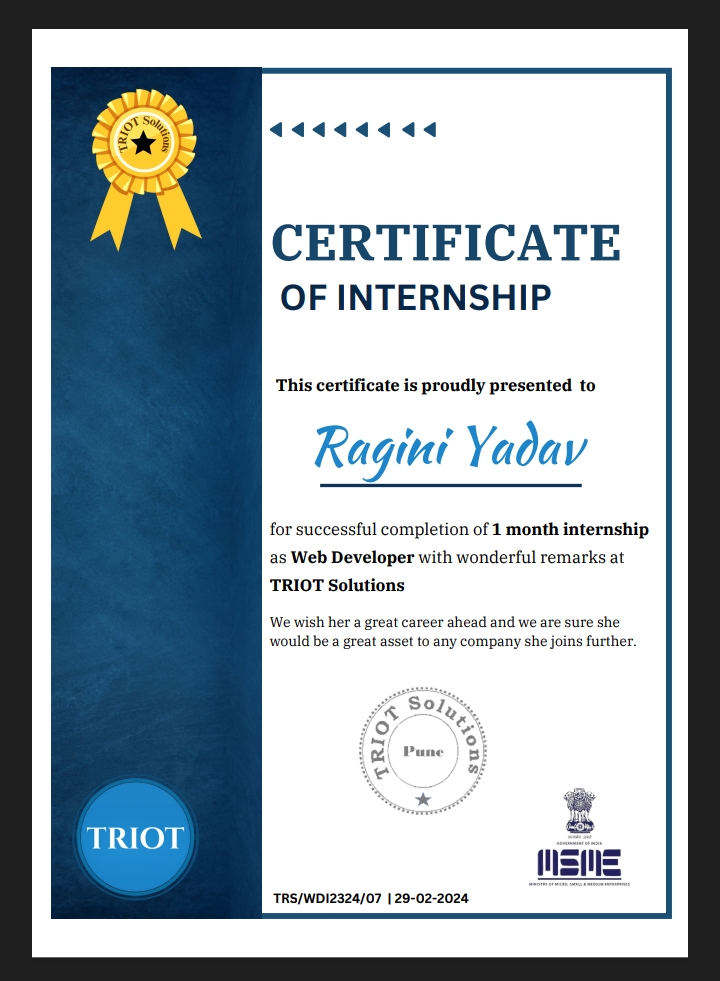 TRIOT Solutions
CERTIFICATE
OF INTERNSHIP
This certificate is proudly presented to
Ragini Yadav
for successful completion of 1 month internship
as Web Developer with wonderful remarks at
TRIOT Solutions
We wish her a great career ahead and we are sure she
would be a great asset to any company she joins further.
TRIOT Solutions
Pune
TRIOT
सत्यमेव जयते
GOVERNMENT OF INDIA
MSME
MINISTRY OF MICRO, SMALL & MEDIUM ENTERPRISES
TRS/WDI2324/07 | 29-02-2024